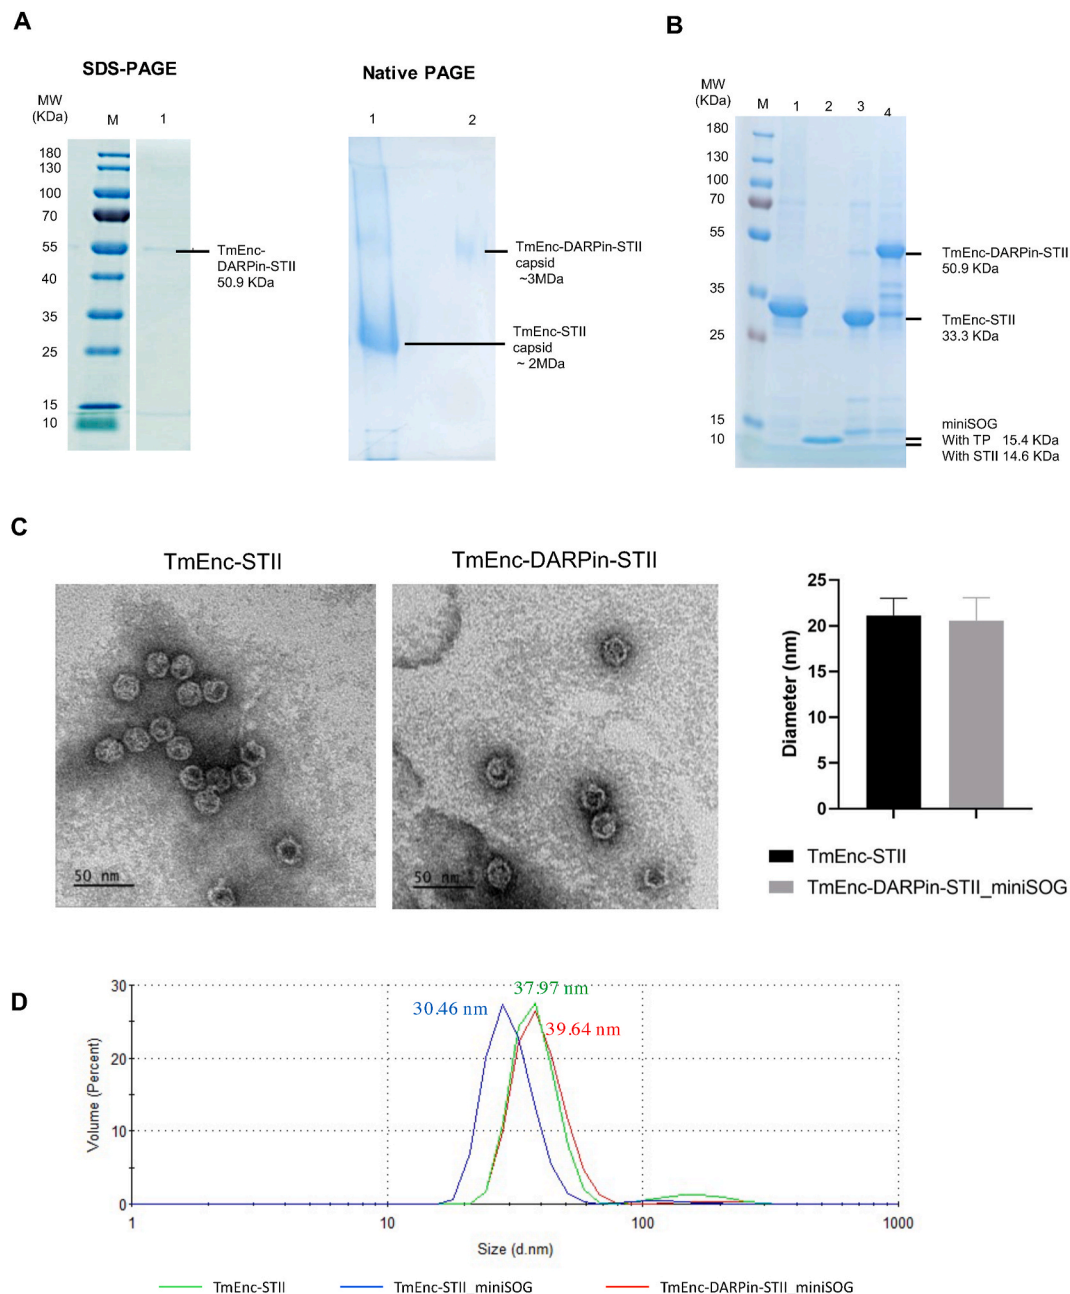 A
B
SDS-PAGE
Native PAGE
MW
(KDa)
M
1
180
130
100
70
55
40
35
25
15
10
TmEnc-
DARPin-STII
50.9 KDa
1
2
TmEnc-DARPin-STII
capsid
~3MDa
TmEnc-STII
capsid
~ 2MDa
MW
(KDa)
M
1
2
3
4
180
130
100
70
55
35
25
15
10
TmEnc-DARPin-STII
50.9 KDa
TmEnc-STII
33.3 KDa
miniSOG
With TP 15.4 KDa
With STII 14.6 KDa
C
TmEnc-STII
TmEnc-DARPin-STII
50 nm
50 nm
Diameter (nm)
25
20
15
10
5
0
TmEnc-STII
TmEnc-DARPin-STII_miniSOG
D
30
20
10
0
Volume (Percent)
30.46 nm
37.97 nm
39.64 nm
1
10
100
1000
Size (d.nm)
TmEnc-STII
TmEnc-STII_miniSOG
TmEnc-DARPin-STII_miniSOG